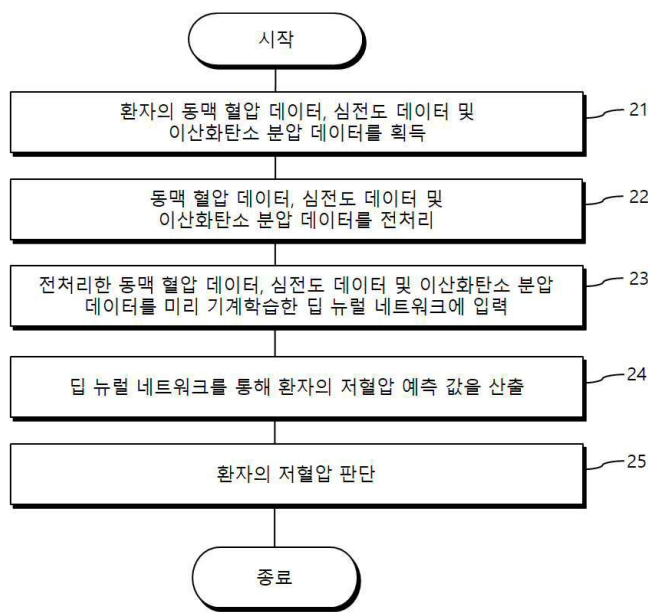 시작
환자의 동맥 혈압 데이터, 심전도 데이터 및
이산화탄소 분압 데이터를 획득
21
동맥 혈압 데이터, 심전도 데이터 및
이산화탄소 분압 데이터를 전처리
22
전처리한 동맥 혈압 데이터, 심전도 데이터 및 이산화탄소 분압
데이터를 미리 기계학습한 딥 뉴럴 네트워크에 입력
23
딥 뉴럴 네트워크를 통해 환자의 저혈압 예측 값을 산출
24
환자의 저혈압 판단
25
종료